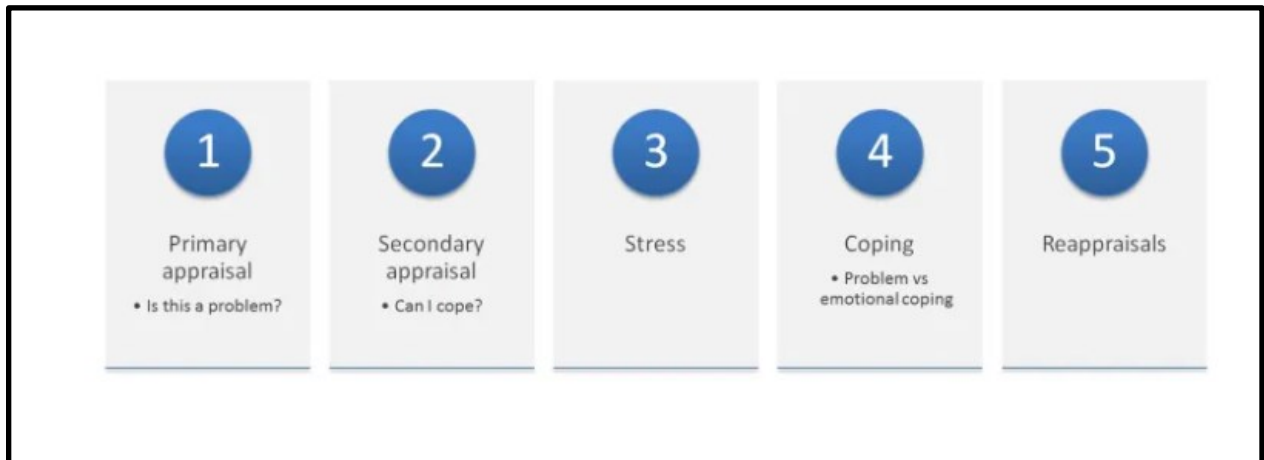 1
Primary
appraisal
• Is this a problem?
2
Secondary
appraisal
• Can I cope?
3
Stress
4
Coping
• Problem vs
emotional coping
5
Reappraisals